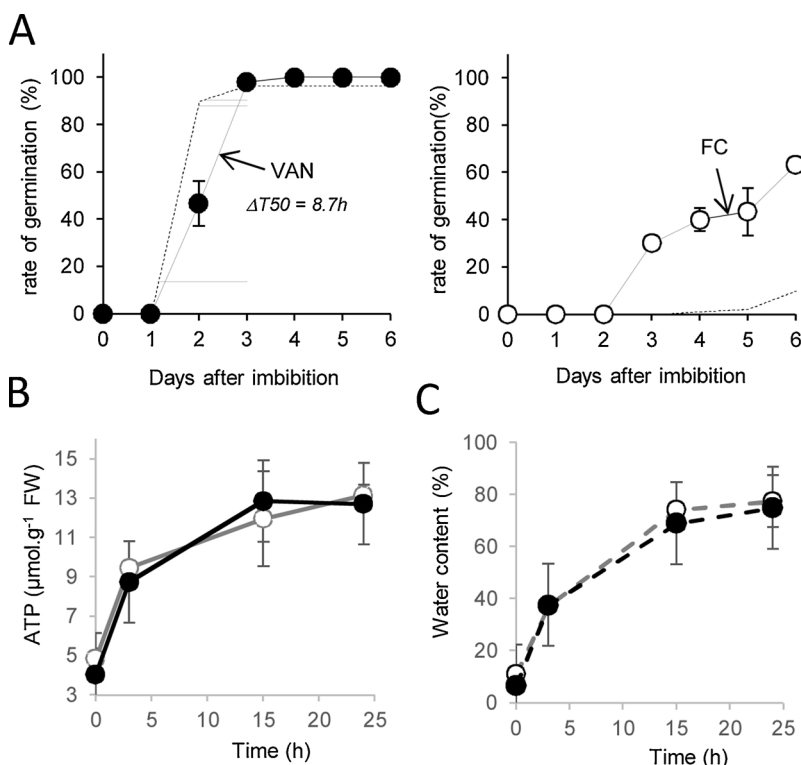 A
rate of germination (%)
100
80
60
40
20
0
VAN
ΔT50 = 8.7h
0 1 2 3 4 5 6
Days after imbibition
rate of germination(%)
100
80
60
40
20
0
FC
0 1 2 3 4 5 6
Days after imbibition
B
ATP (μmol.g-1 FW)
15
13
11
9
7
5
3
0 5 10 15 20 25
Time (h)
C
Water content (%)
100
80
60
40
20
0
0 5 10 15 20 25
Time (h)